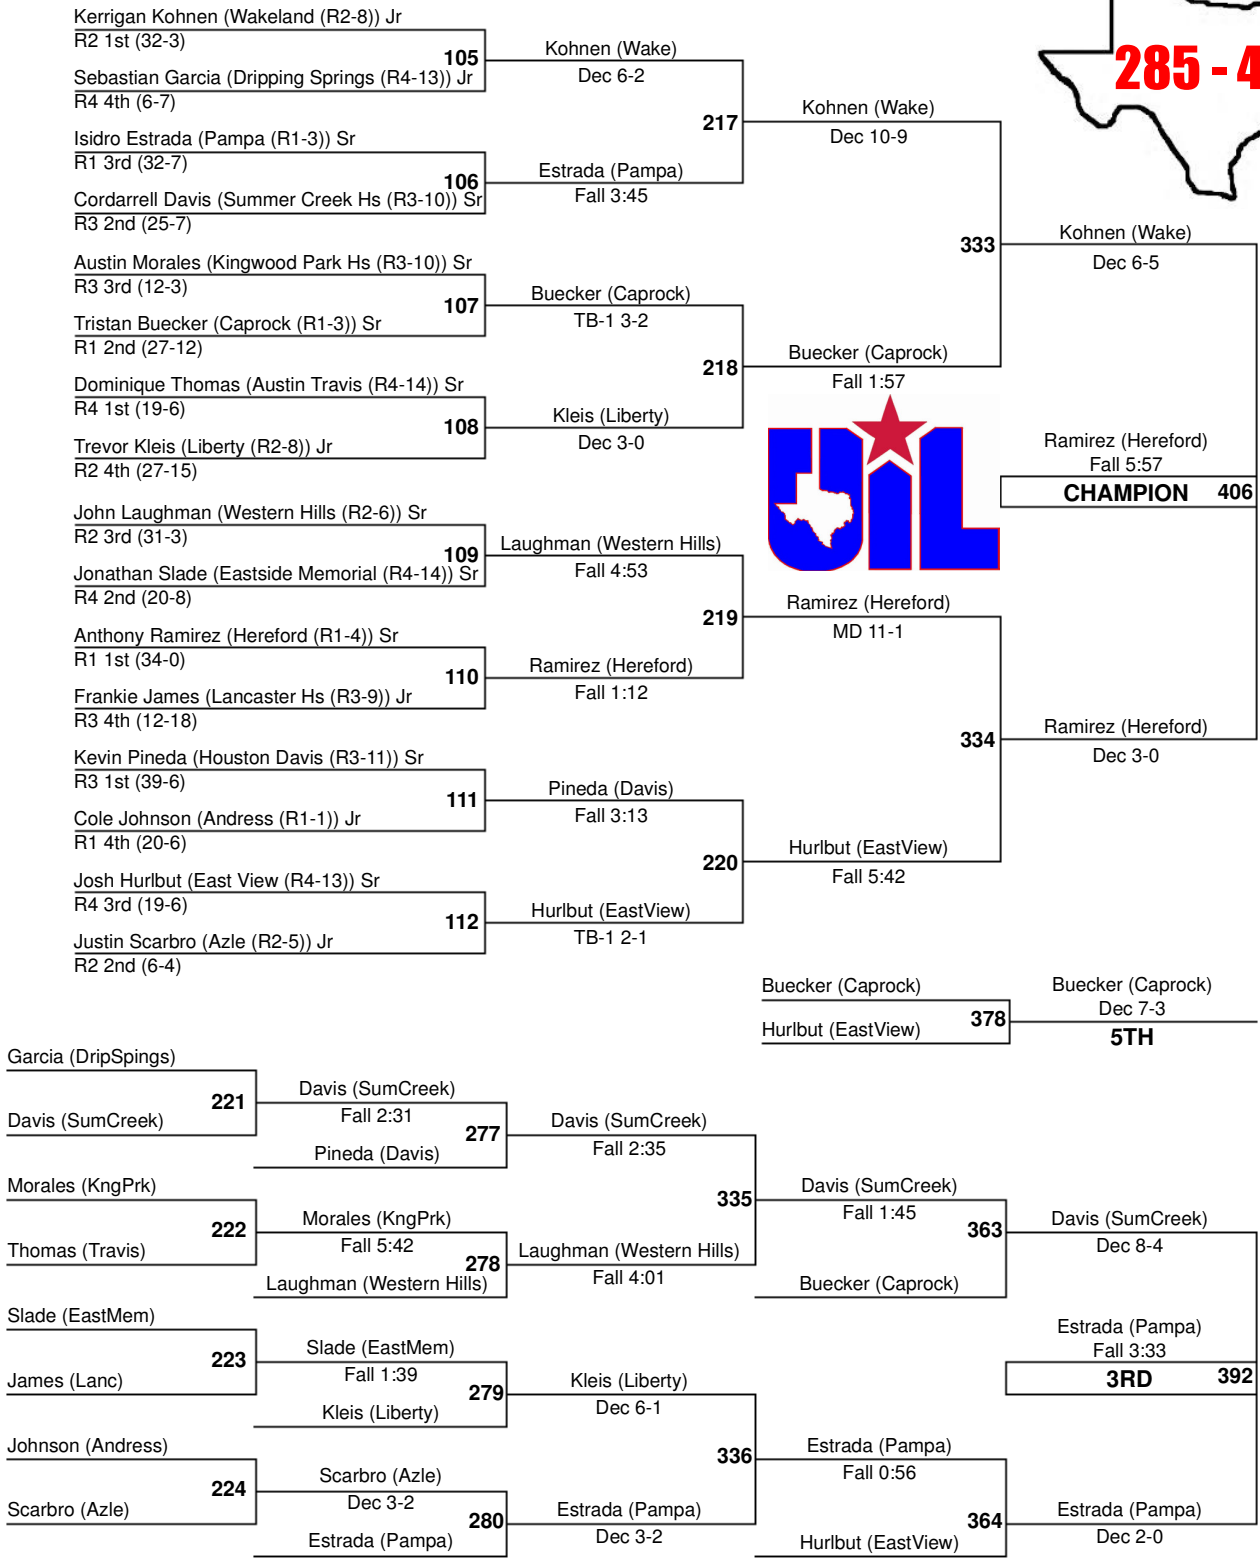 Kerrigan Kohnen (Wakeland (R2-8)) Jr
R2 1st (32-3)
105
Sebastian Garcia (Dripping Springs (R4-13)) Jr
R4 4th (6-7)
Kohnen (Wake)
Dec 6-2
Isidro Estrada (Pampa (R1-3)) Sr
R1 3rd (32-7)
106
Cordarrell Davis (Summer Creek Hs (R3-10)) Sr
R3 2nd (25-7)
Estrada (Pampa)
Fall 3:45
217
Kohnen (Wake)
Dec 10-9
285 - 4
Austin Morales (Kingwood Park Hs (R3-10)) Sr
R3 3rd (12-3)
107
Tristan Buecker (Caprock (R1-3)) Sr
R1 2nd (27-12)
Buecker (Caprock)
TB-1 3-2
Dominique Thomas (Austin Travis (R4-14)) Sr
R4 1st (19-6)
108
Trevor Kleis (Liberty (R2-8)) Jr
R2 4th (27-15)
Kleis (Liberty)
Dec 3-0
218
Buecker (Caprock)
Fall 1:57
333
Kohnen (Wake)
Dec 6-5
UIL
John Laughman (Western Hills (R2-6)) Sr
R2 3rd (31-3)
109
Jonathan Slade (Eastside Memorial (R4-14)) Sr
R4 2nd (20-8)
Laughman (Western Hills)
Fall 4:53
Anthony Ramirez (Hereford (R1-4)) Sr
R1 1st (34-0)
110
Frankie James (Lancaster Hs (R3-9)) Jr
R3 4th (12-18)
Ramirez (Hereford)
Fall 1:12
219
Ramirez (Hereford)
MD 11-1
Kevin Pineda (Houston Davis (R3-11)) Sr
R3 1st (39-6)
111
Cole Johnson (Andress (R1-1)) Jr
R1 4th (20-6)
Pineda (Davis)
Fall 3:13
Josh Hurlbut (East View (R4-13)) Sr
R4 3rd (19-6)
112
Justin Scarbro (Azle (R2-5)) Jr
R2 2nd (6-4)
Hurlbut (EastView)
TB-1 2-1
220
Hurlbut (EastView)
Fall 5:42
334
Ramirez (Hereford)
Dec 3-0
Ramirez (Hereford)
Fall 5:57
CHAMPION 406
Buecker (Caprock)
Hurlbut (EastView)
378
Buecker (Caprock)
Dec 7-3
5TH
Garcia (DripSpings)
221
Davis (SumCreek)
Davis (SumCreek)
Fall 2:31
277
Pineda (Davis)
Davis (SumCreek)
Fall 2:35
Morales (KngPrk)
222
Thomas (Travis)
Morales (KngPrk)
Fall 5:42
278
Laughman (Western Hills)
Laughman (Western Hills)
Fall 4:01
335
Davis (SumCreek)
Fall 1:45
363
Buecker (Caprock)
Davis (SumCreek)
Dec 8-4
Slade (EastMem)
223
James (Lanc)
Slade (EastMem)
Fall 1:39
279
Kleis (Liberty)
Kleis (Liberty)
Dec 6-1
Johnson (Andress)
224
Scarbro (Azle)
Scarbro (Azle)
Dec 3-2
280
Estrada (Pampa)
Estrada (Pampa)
Dec 3-2
336
Estrada (Pampa)
Fall 0:56
364
Hurlbut (EastView)
Estrada (Pampa)
Dec 2-0
Estrada (Pampa)
Fall 3:33
3RD 392